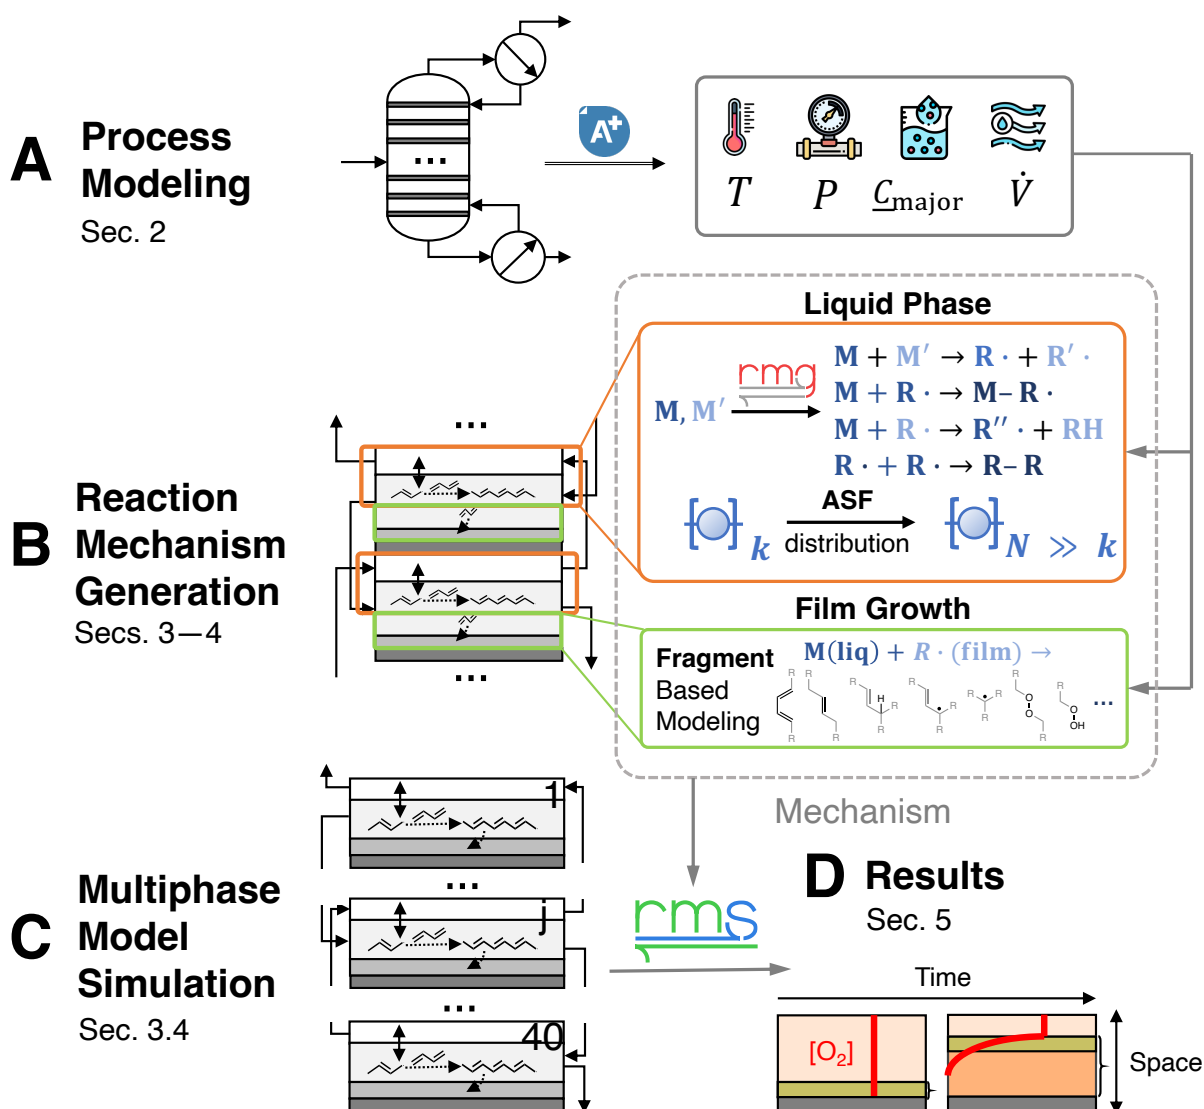 A
Process
Modeling
Sec. 2
...
A+
T P C̲major V̇
B
Reaction
Mechanism
Generation
Secs. 3—4
...
...
Liquid Phase
M, M′
rmg
M + M′ → R · + R′ ·
M + R · → M– R ·
M + R · → R′′ · + RH
R · + R · → R– R
k
ASF
distribution
N ≫ k
Film Growth
Fragment
Based
Modeling
M(liq) + R · (film) →
R
R
R
R
R
H
R
R
R
R
R
R
R
R
R
O
O
R
R
O
OH
...
Mechanism
C
Multiphase
Model
Simulation
Sec. 3.4
1
...
j
...
40
rms
D
Results
Sec. 5
Time
[O₂]
Space